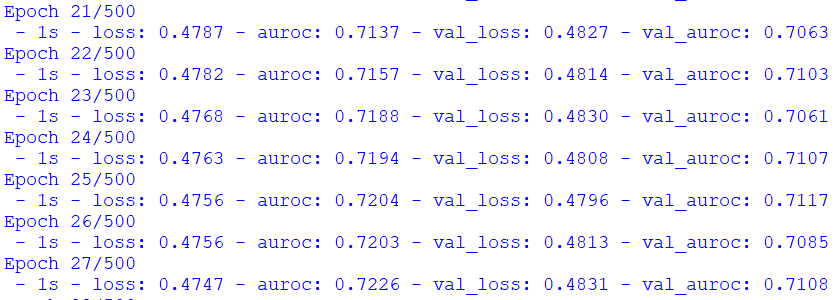 Epoch 21/500
- 1s - loss: 0.4787 - auroc: 0.7137 - val_loss: 0.4827 - val_auroc: 0.7063
Epoch 22/500
- 1s - loss: 0.4782 - auroc: 0.7157 - val_loss: 0.4814 - val_auroc: 0.7103
Epoch 23/500
- 1s - loss: 0.4768 - auroc: 0.7188 - val_loss: 0.4830 - val_auroc: 0.7061
Epoch 24/500
- 1s - loss: 0.4763 - auroc: 0.7194 - val_loss: 0.4808 - val_auroc: 0.7107
Epoch 25/500
- 1s - loss: 0.4756 - auroc: 0.7204 - val_loss: 0.4796 - val_auroc: 0.7117
Epoch 26/500
- 1s - loss: 0.4756 - auroc: 0.7203 - val_loss: 0.4813 - val_auroc: 0.7085
Epoch 27/500
- 1s - loss: 0.4747 - auroc: 0.7226 - val_loss: 0.4831 - val_auroc: 0.7108